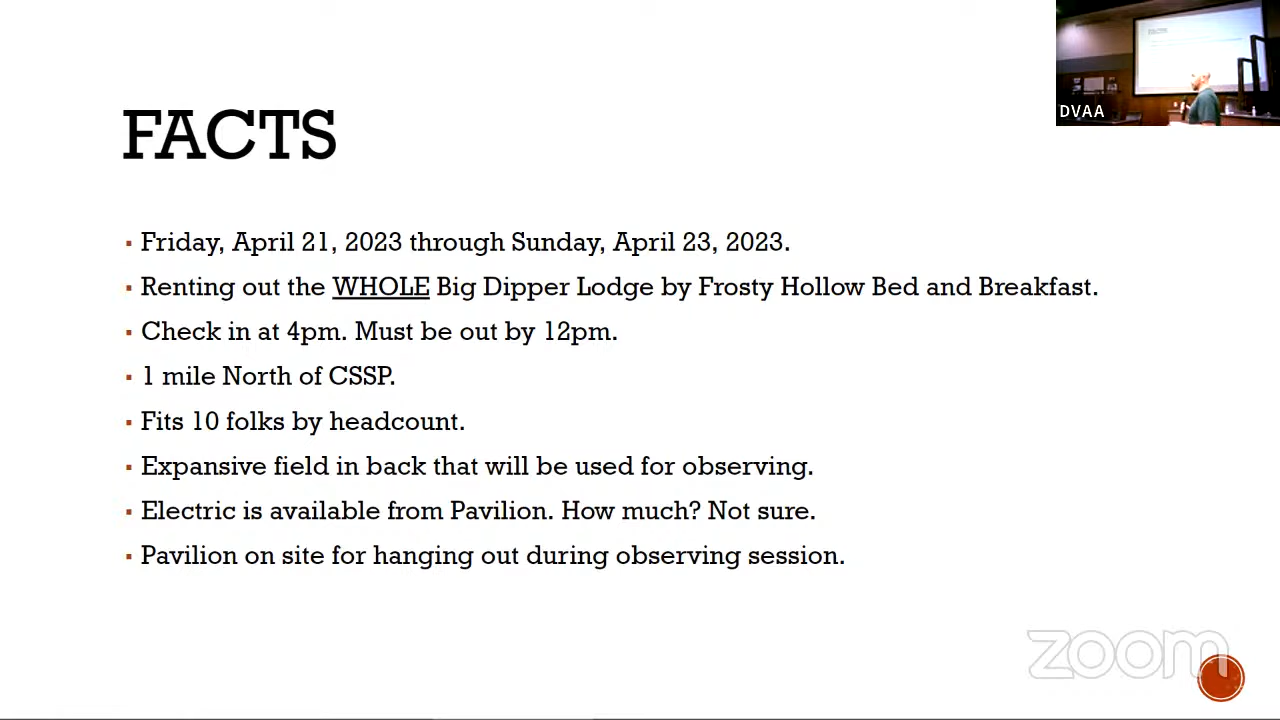 DVAA
FACTS
Friday, April 21, 2023 through Sunday, April 23, 2023.
Renting out the WHOLE Big Dipper Lodge by Frosty Hollow Bed and Breakfast.
Check in at 4pm. Must be out by 12pm.
1 mile North of CSSP.
Fits 10 folks by headcount.
Expansive field in back that will be used for observing.
Electric is available from Pavilion. How much? Not sure.
Pavilion on site for hanging out during observing session.
zoom